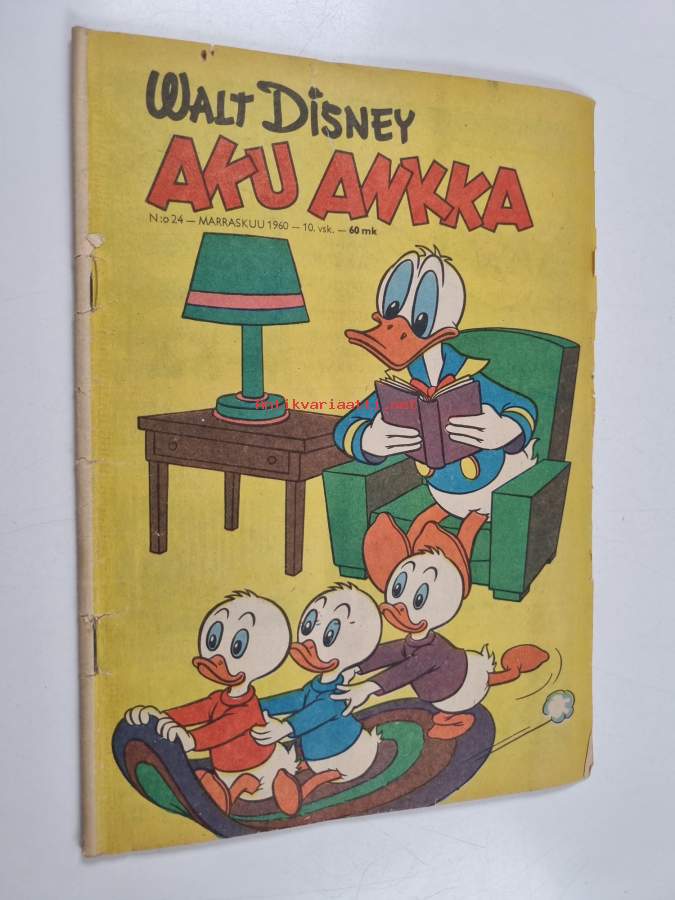 WALT DISNEY
AKU ANKKA
N:o 24 — MARRASKUU 1960 — 10. vsk. — 60 mk
Antikvariaatti.net